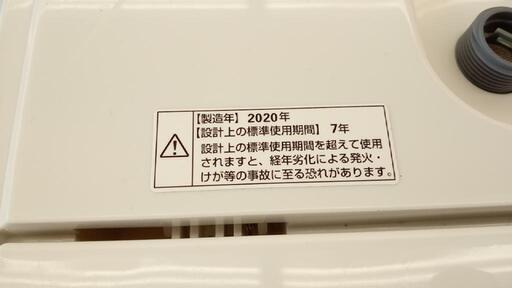 【製造年】2020年
【設計上の標準使用期間】7年
設計上の標準使用期間を超えて使用
されますと、経年劣化による発火・
けが等の事故に至る恐れがあります。